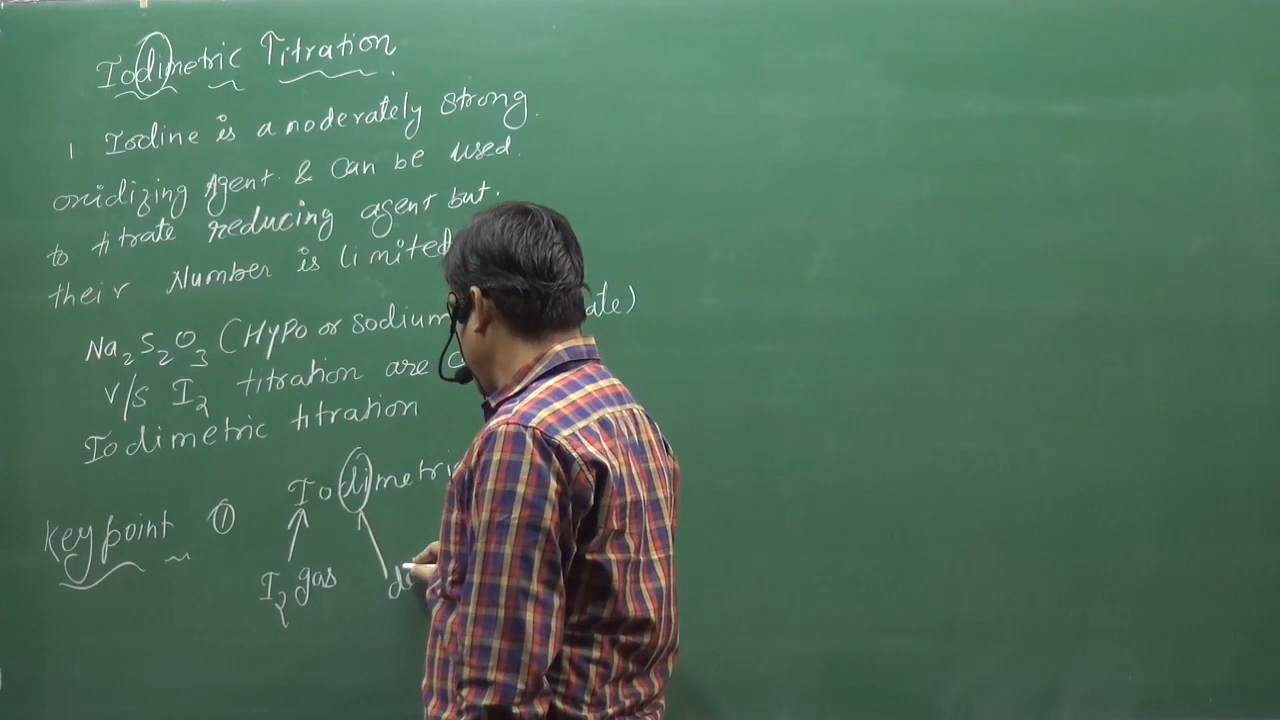 Iodimetric Titration
1 Iodine is a moderately strong.
oxidizing Agent. & Can be used.
to titrate reducing agent but.
their Number is limited
Na2S2O3 (Hypo or sodium ate)
v/s I2 titration are
Iodimetric titration
Key point ① Iodimetri
I2 gas di